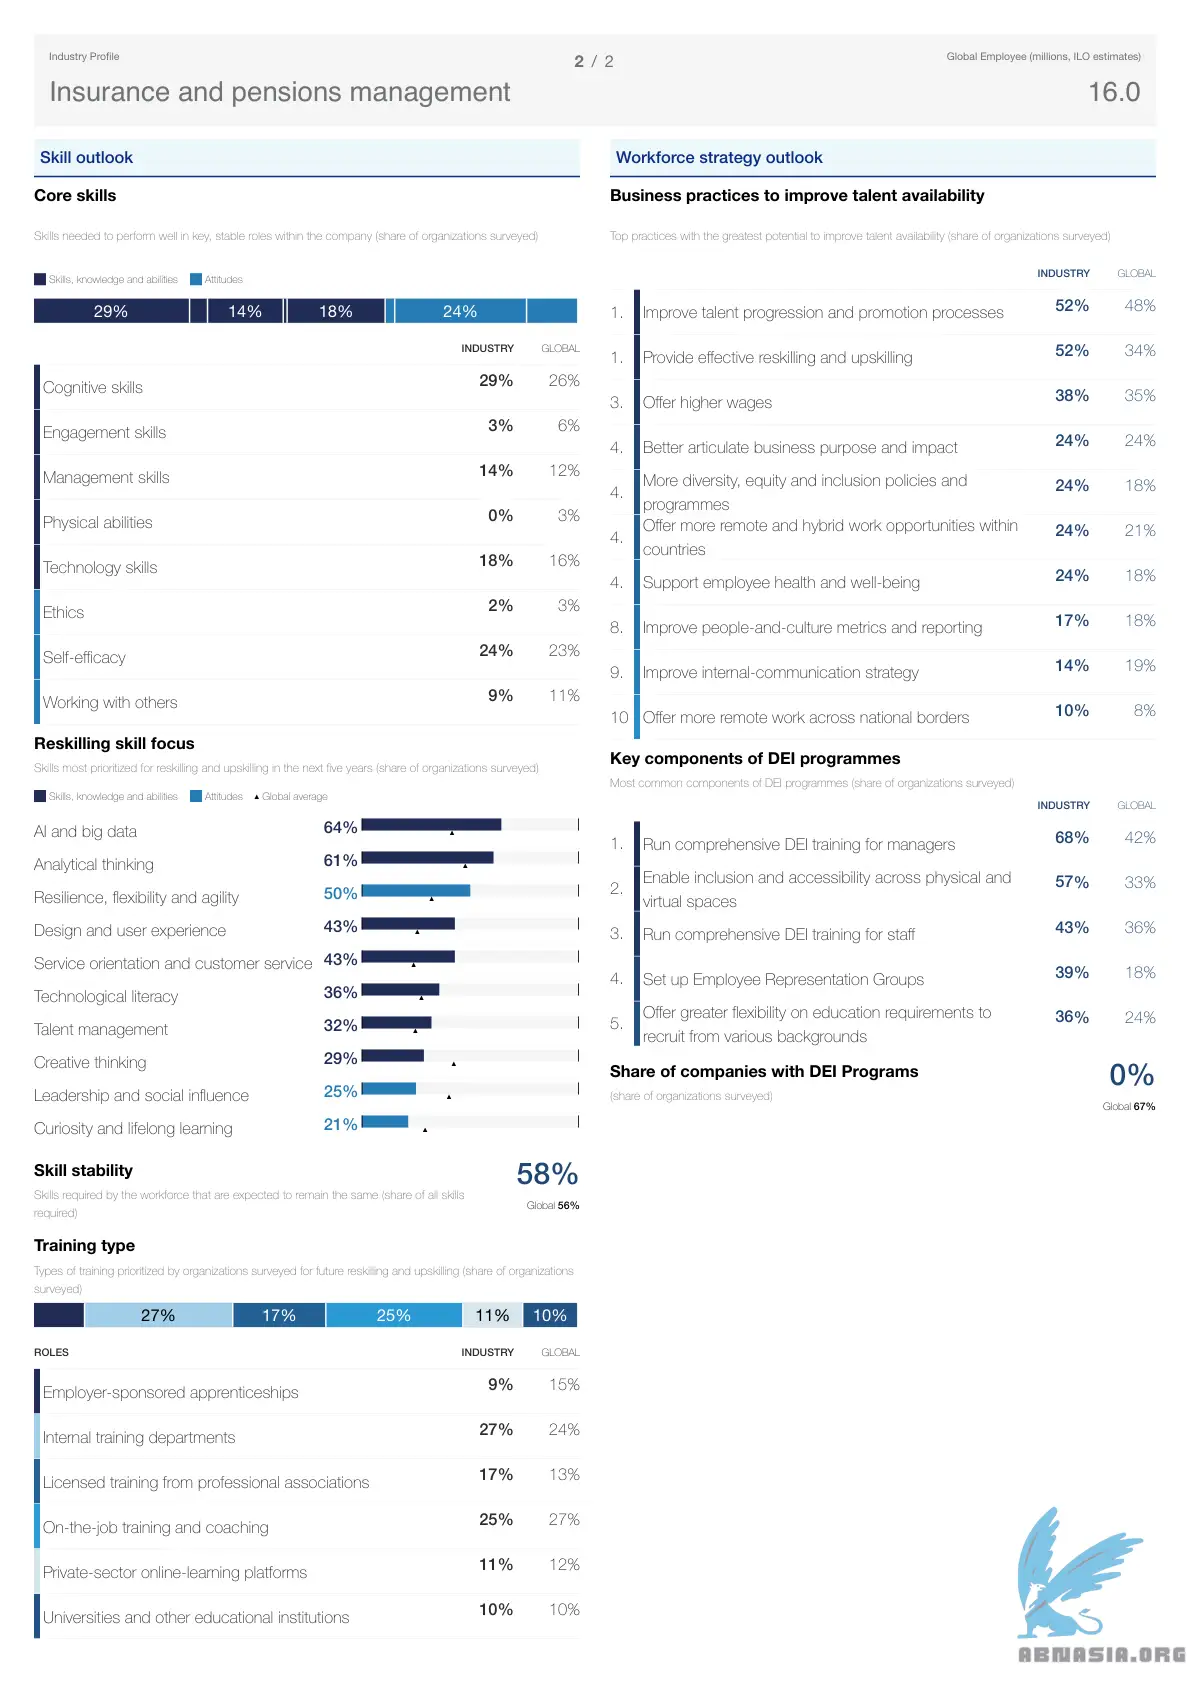 Industry Profile
2 / 2
Global Employee (millions, ILO estimates)
Insurance and pensions management
16.0
Skill outlook
Core skills
Skills needed to perform well in key, stable roles within the company (share of organizations surveyed)
Skills, knowledge and abilities Attitudes
29% 14% 18% 24%
INDUSTRY GLOBAL
Cognitive skills 29% 26%
Engagement skills 3% 6%
Management skills 14% 12%
Physical abilities 0% 3%
Technology skills 18% 16%
Ethics 2% 3%
Self-efficacy 24% 23%
Working with others 9% 11%
Reskilling skill focus
Skills most prioritized for reskilling and upskilling in the next five years (share of organizations surveyed)
Skills, knowledge and abilities Attitudes Global average
AI and big data 64%
Analytical thinking 61%
Resilience, flexibility and agility 50%
Design and user experience 43%
Service orientation and customer service 43%
Technological literacy 36%
Talent management 32%
Creative thinking 29%
Leadership and social influence 25%
Curiosity and lifelong learning 21%
Skill stability 58%
Skills required by the workforce that are expected to remain the same (share of all skills
required)
Global 56%
Training type
Types of training prioritized by organizations surveyed for future reskilling and upskilling (share of organizations
surveyed)
27% 17% 25% 11% 10%
ROLES INDUSTRY GLOBAL
Employer-sponsored apprenticeships 9% 15%
Internal training departments 27% 24%
Licensed training from professional associations 17% 13%
On-the-job training and coaching 25% 27%
Private-sector online-learning platforms 11% 12%
Universities and other educational institutions 10% 10%
Workforce strategy outlook
Business practices to improve talent availability
Top practices with the greatest potential to improve talent availability (share of organizations surveyed)
INDUSTRY GLOBAL
1. Improve talent progression and promotion processes 52% 48%
1. Provide effective reskilling and upskilling 52% 34%
3. Offer higher wages 38% 35%
4. Better articulate business purpose and impact 24% 24%
4. More diversity, equity and inclusion policies and
programmes 24% 18%
4. Offer more remote and hybrid work opportunities within
countries 24% 21%
4. Support employee health and well-being 24% 18%
8. Improve people-and-culture metrics and reporting 17% 18%
9. Improve internal-communication strategy 14% 19%
10 Offer more remote work across national borders 10% 8%
Key components of DEI programmes
Most common components of DEI programmes (share of organizations surveyed)
INDUSTRY GLOBAL
1. Run comprehensive DEI training for managers 68% 42%
2. Enable inclusion and accessibility across physical and
virtual spaces 57% 33%
3. Run comprehensive DEI training for staff 43% 36%
4. Set up Employee Representation Groups 39% 18%
5. Offer greater flexibility on education requirements to
recruit from various backgrounds 36% 24%
Share of companies with DEI Programs 0%
(share of organizations surveyed)
Global 67%
ABNASIA.ORG